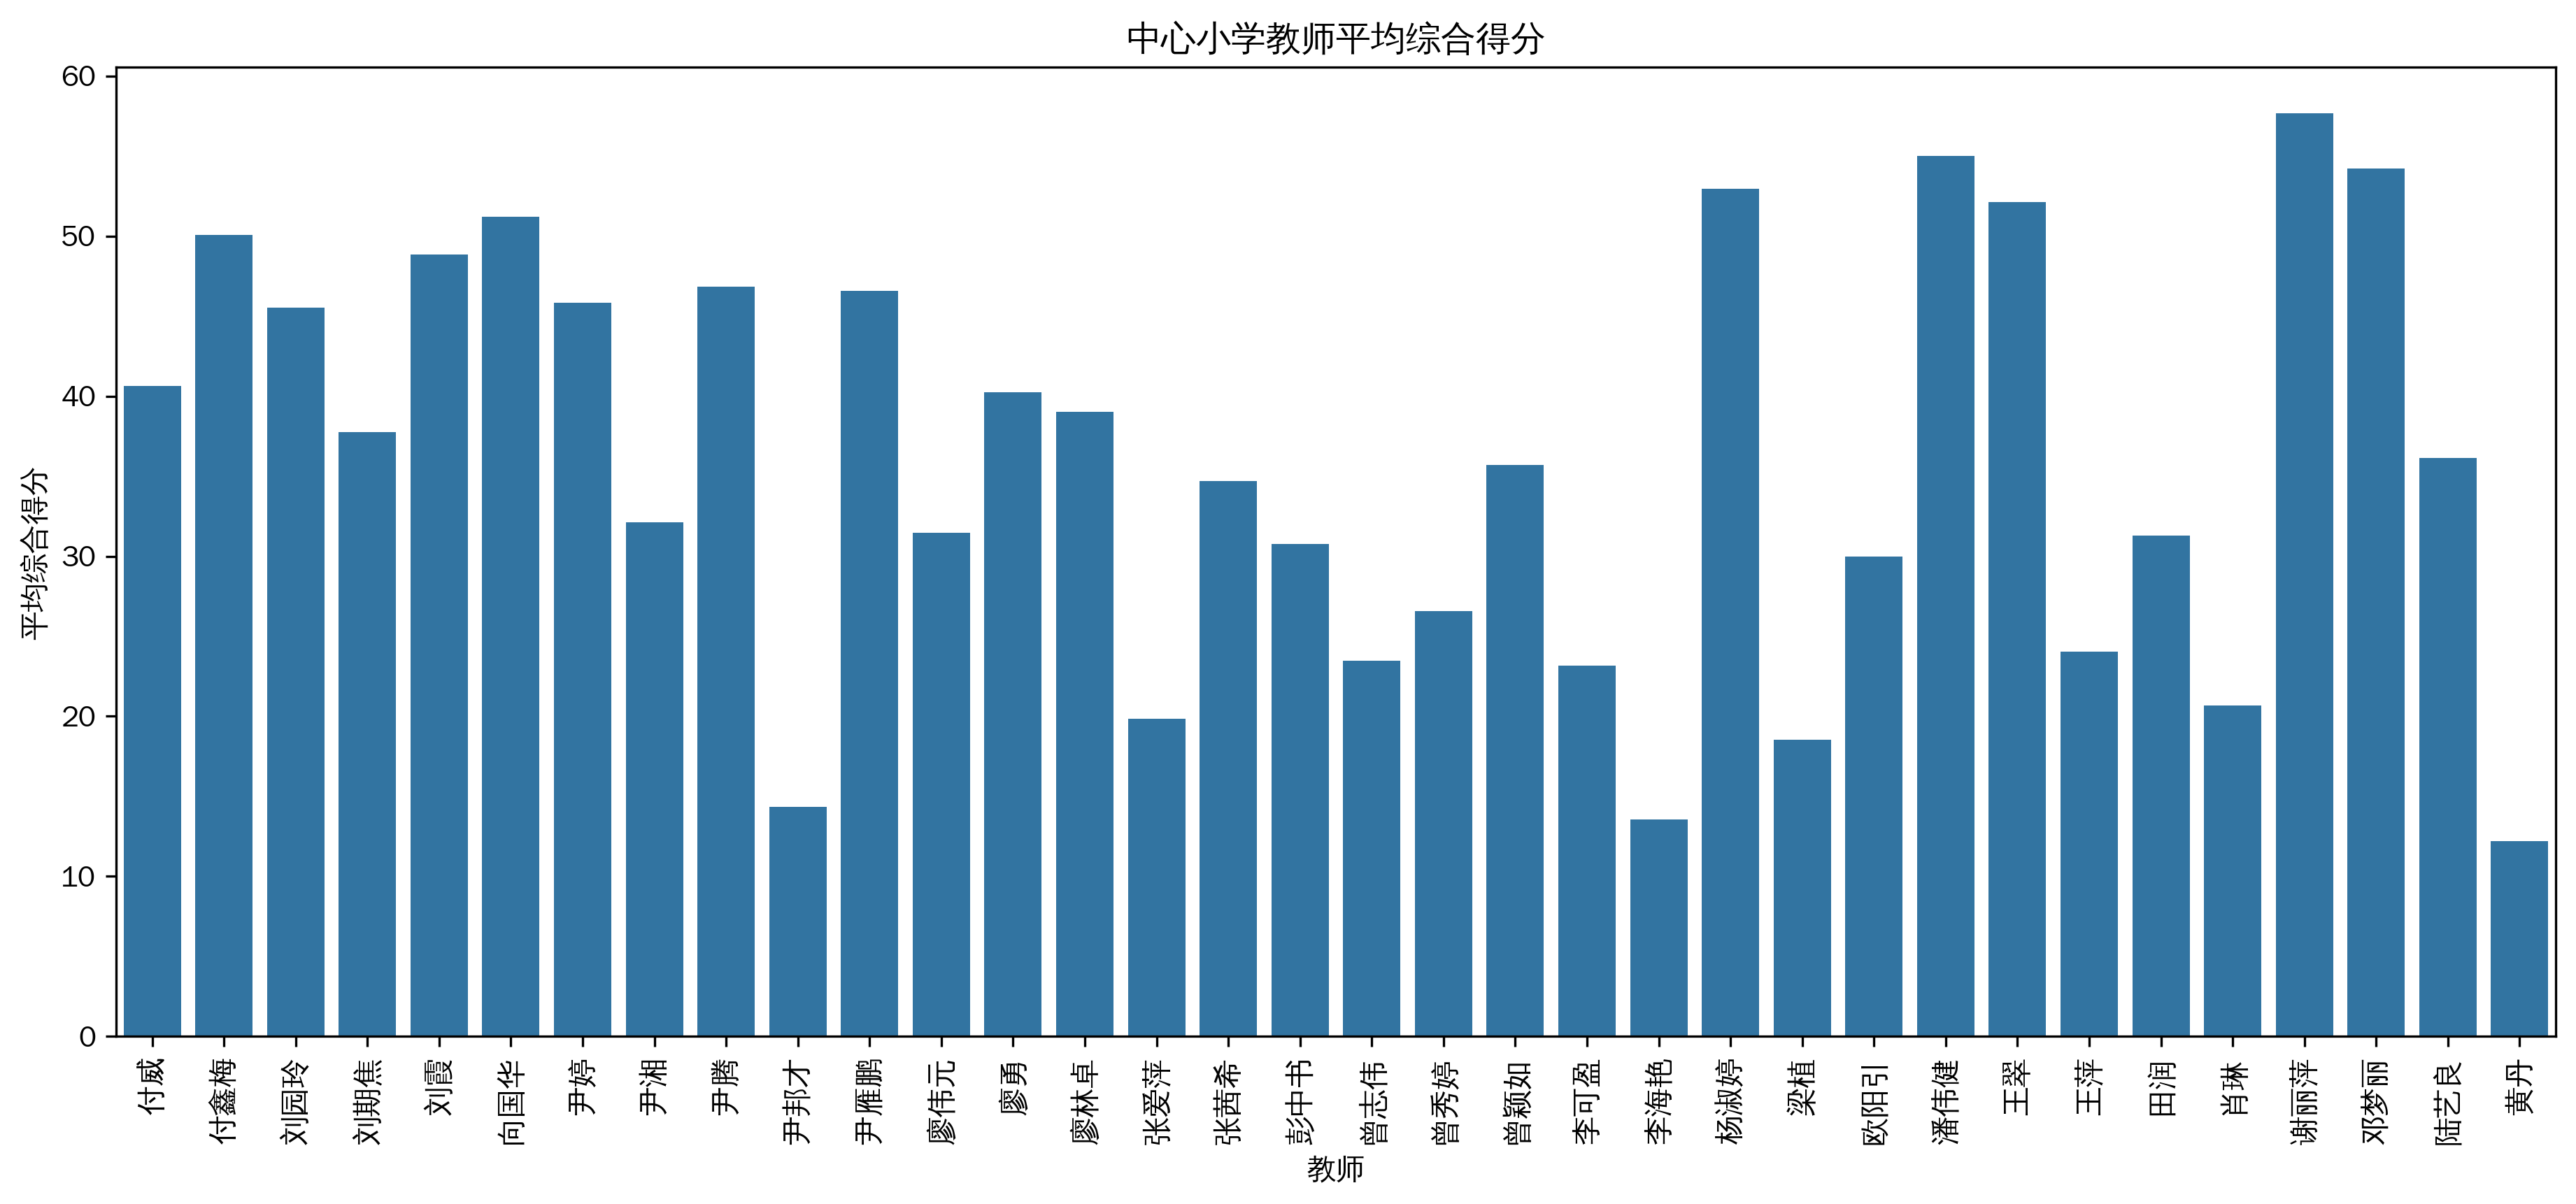 中心小学教师平均综合得分
平均综合得分
60
50
40
30
20
10
0
付威
付鑫梅
刘园玲
刘期焦
刘霞
向国华
尹婷
尹湘
尹腾
尹邦才
尹雁鹏
廖伟元
廖勇
廖林卓
张爱萍
张茜希
彭中书
曾志伟
曾秀婷
曾颖如
李可盈
李海艳
杨淑婷
梁植
欧阳引
潘伟健
王翠
王萍
田润
肖琳
谢丽萍
邓梦丽
陆艺良
黄丹
教师